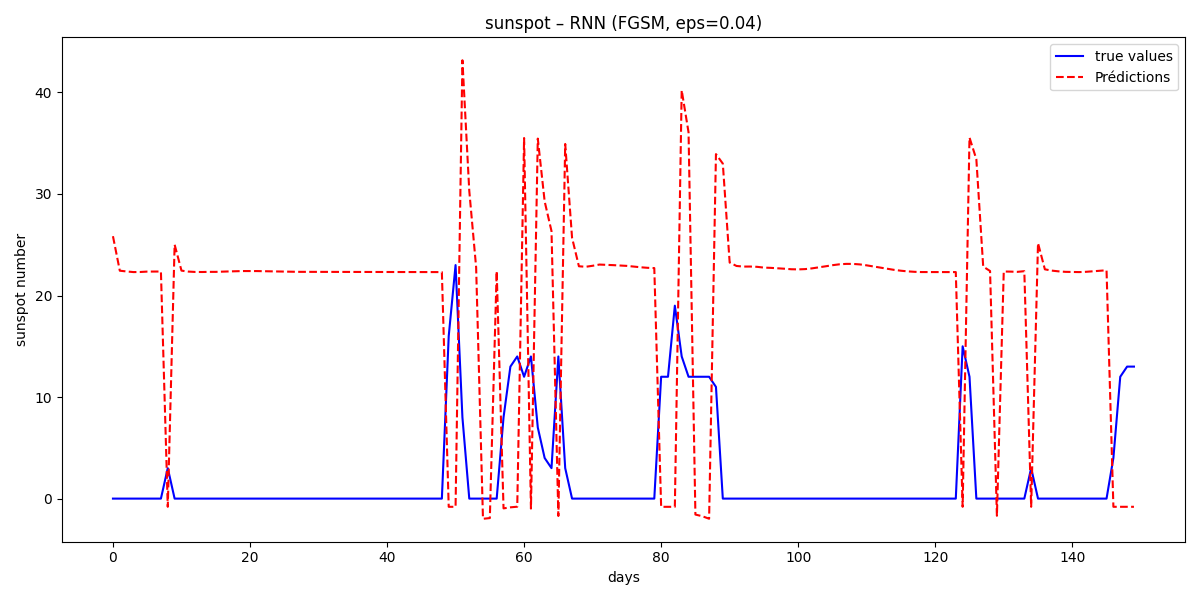 sunspot – RNN (FGSM, eps=0.04)
true values
Prédictions
sunspot number
40
30
20
10
0
0 20 40 60 80 100 120 140
days